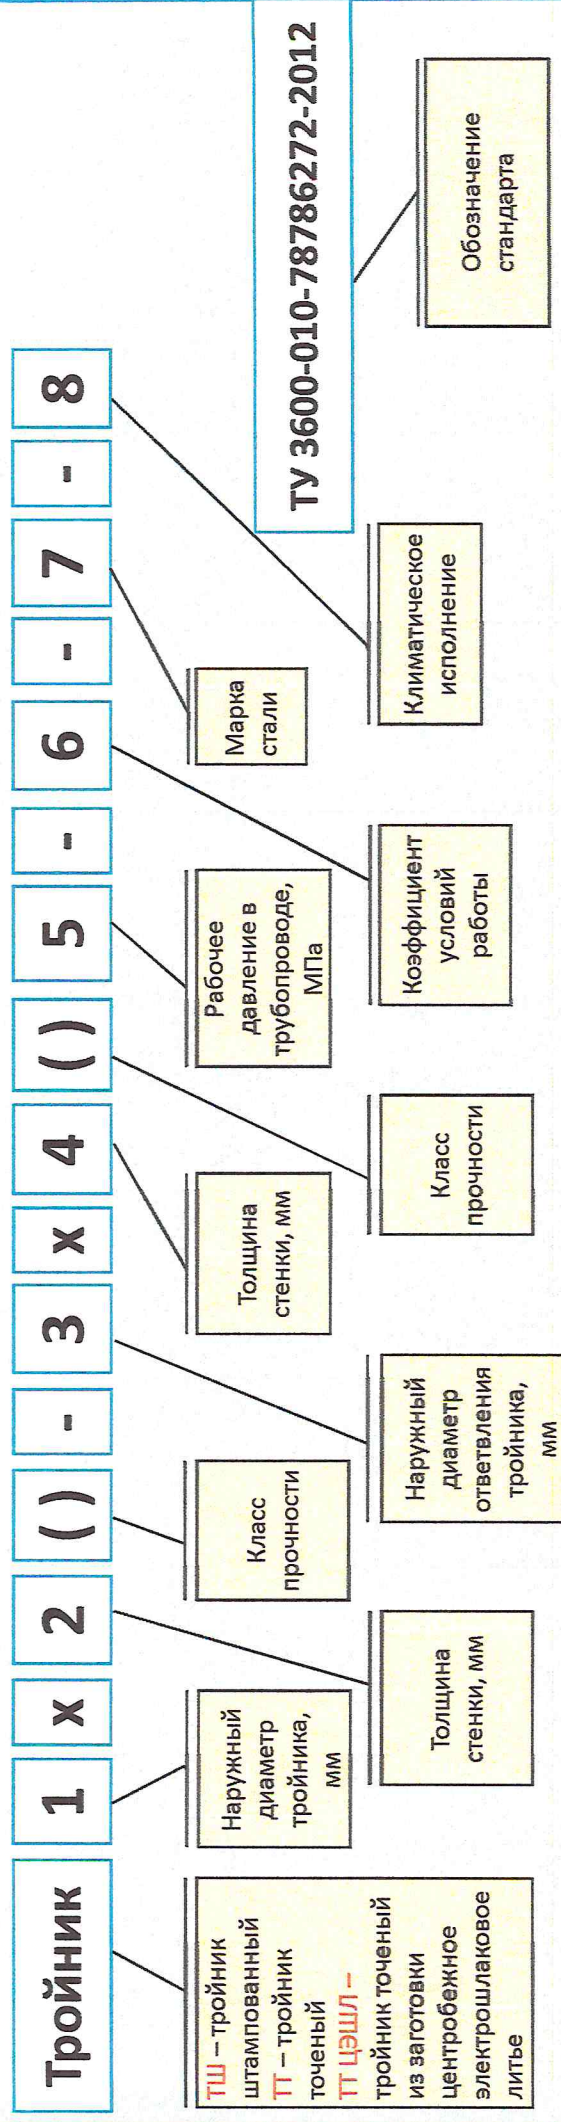 Тройник 1 х 2 ( ) - 3 х 4 ( ) 5 - 6 - 7 - 8
ТУ 3600-010-78786272-2012
ТШ – тройник
штампованный
ТТ – тройник
точеный
ТТ ЦЭШЛ –
тройник точеный
из заготовки
центробежное
электрошлаковое
литье
Наружный
диаметр
тройника,
мм
Толщина
стенки, мм
Класс
прочности
Наружный
диаметр
ответвления
тройника,
мм
Толщина
стенки, мм
Класс
прочности
Рабочее
давление в
трубопроводе,
МПа
Коэффициент
условий
работы
Марка
стали
Климатическое
исполнение
Обозначение
стандарта